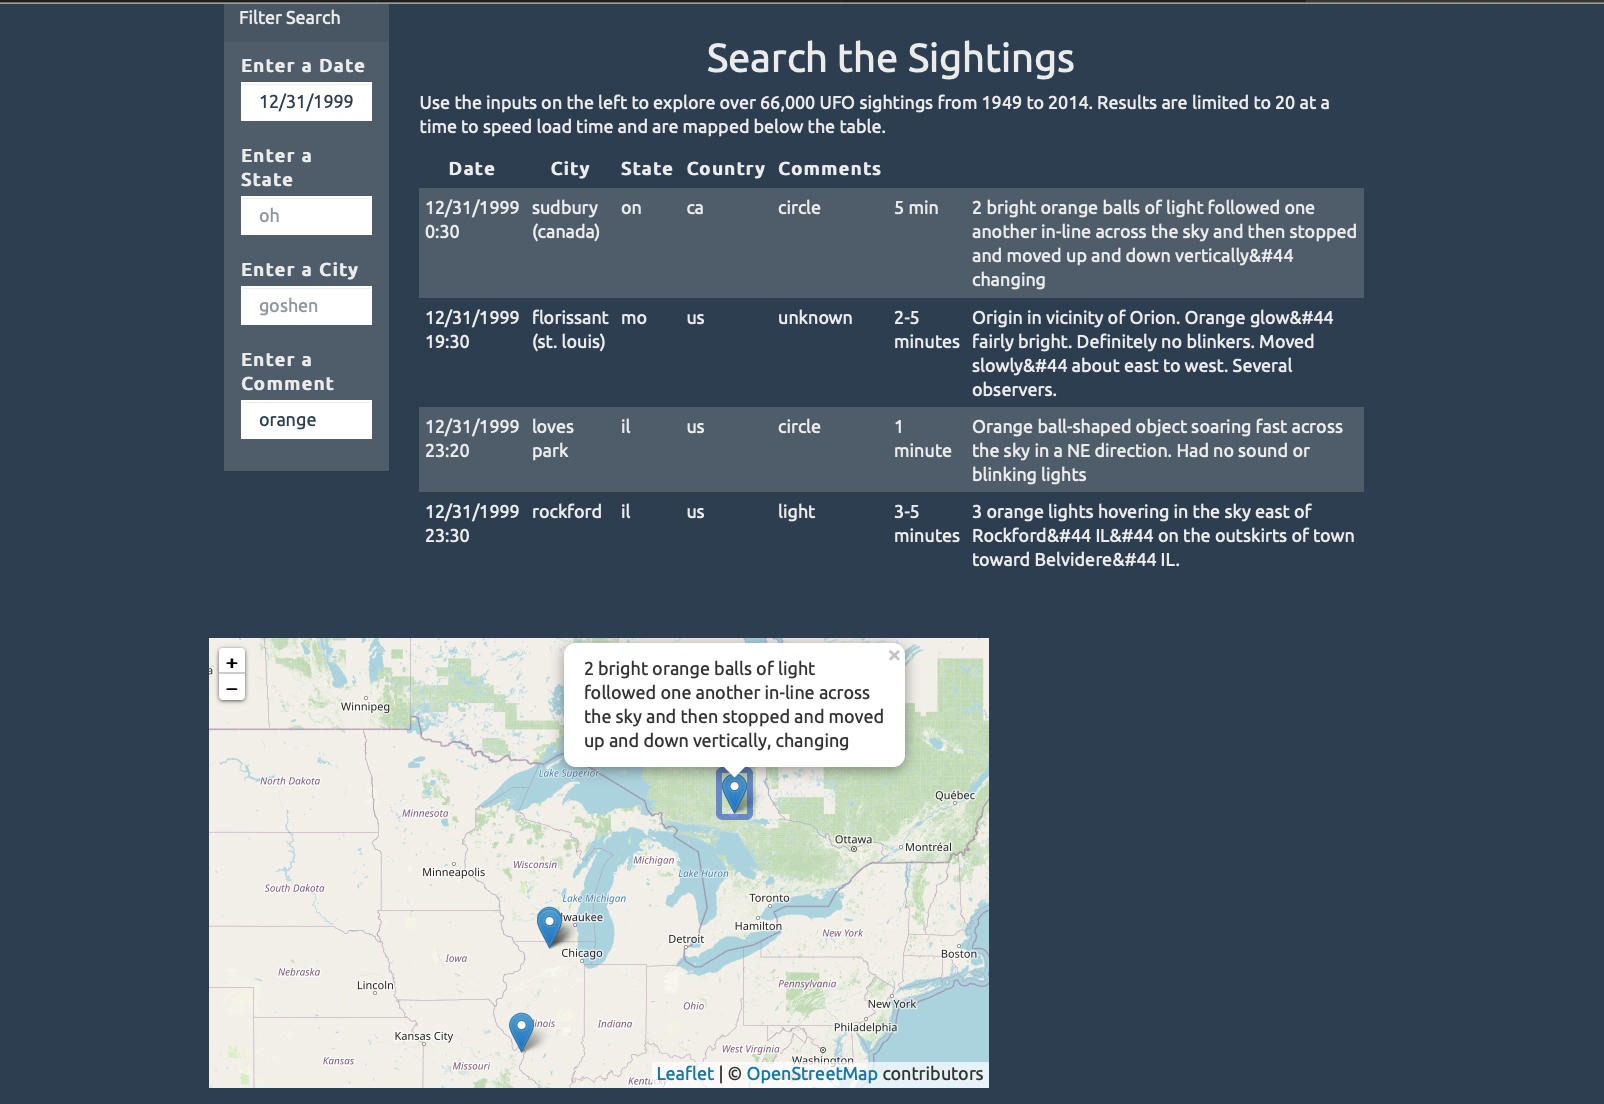 Filter Search
Enter a Date
12/31/1999
Enter a
State
oh
Enter a City
goshen
Enter a
Comment
orange
Search the Sightings
Use the inputs on the left to explore over 66,000 UFO sightings from 1949 to 2014. Results are limited to 20 at a
time to speed load time and are mapped below the table.
Date City State Country Comments
12/31/1999 sudbury on ca circle 5 min 2 bright orange balls of light followed one
0:30 (canada) another in-line across the sky and then stopped
and moved up and down vertically&#44
changing
12/31/1999 florissant mo us unknown 2-5 Origin in vicinity of Orion. Orange glow&#44
19:30 (st. louis) minutes fairly bright. Definitely no blinkers. Moved
slowly&#44 about east to west. Several
observers.
12/31/1999 loves il us circle 1 Orange ball-shaped object soaring fast across
23:20 park minute the sky in a NE direction. Had no sound or
blinking lights
12/31/1999 rockford il us light 3-5 3 orange lights hovering in the sky east of
23:30 minutes Rockford&#44 IL&#44 on the outskirts of town
toward Belvidere&#44 IL.
+
−
×
2 bright orange balls of light
followed one another in-line across
the sky and then stopped and moved
up and down vertically, changing
a
Winnipeg
Lake Superior
North Dakota
Québec
Minnesota
Ottawa
Montréal
Michigan
Wisconsin
Minneapolis
Lake Huron
South Dakota
Lake Michigan
Toronto
lwaukee
Hamilton
New York
Detroit
Chicago
Boston
Iowa
Nebraska
Lincoln
Pennsylvania
Ohio
New York
inois
Indiana
Philadelphia
Kansas City
West Virginia
Washington
Kansas
Missouri
Kentu
Leaflet | © OpenStreetMap contributors